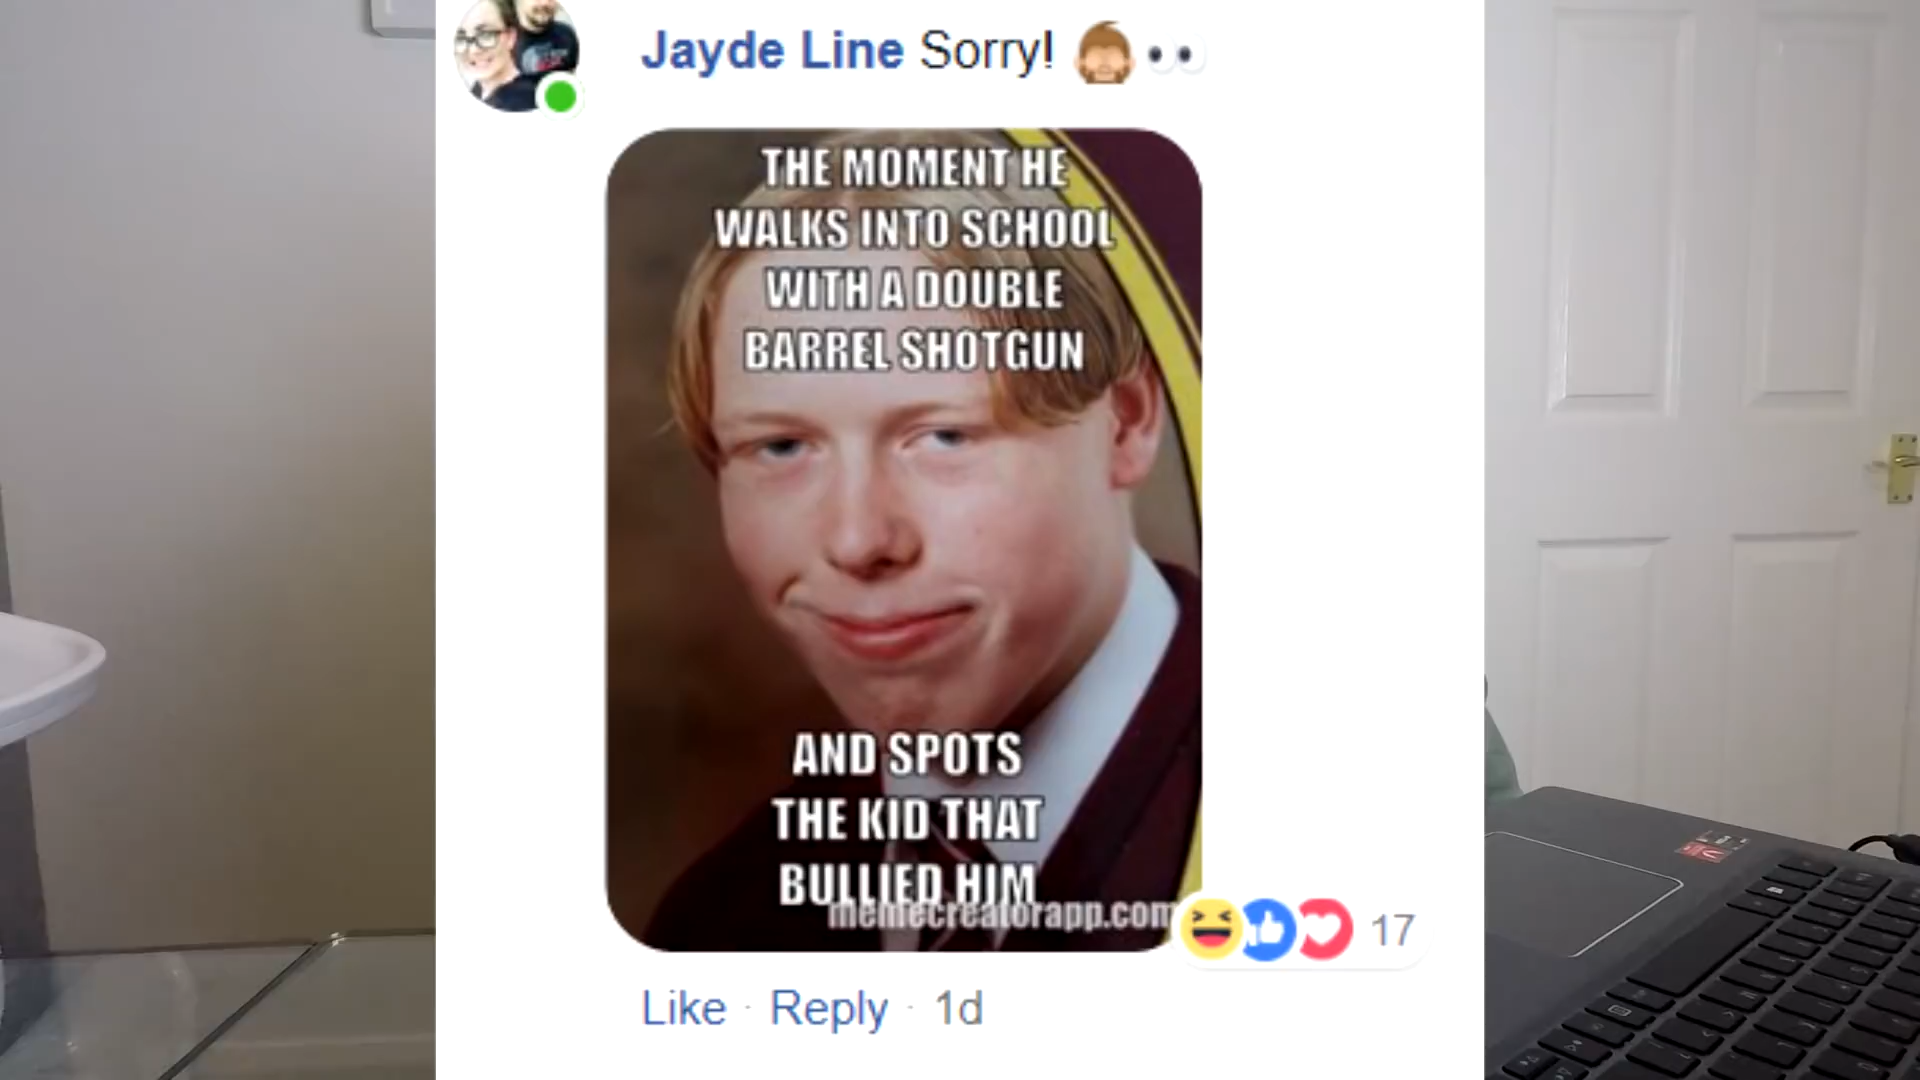 Jayde Line Sorry!
THE MOMENT HE
WALKS INTO SCHOOL
WITH A DOUBLE
BARREL SHOTGUN
AND SPOTS
THE KID THAT
BULLIED HIM
memecreatorapp.com
17
Like · Reply · 1d